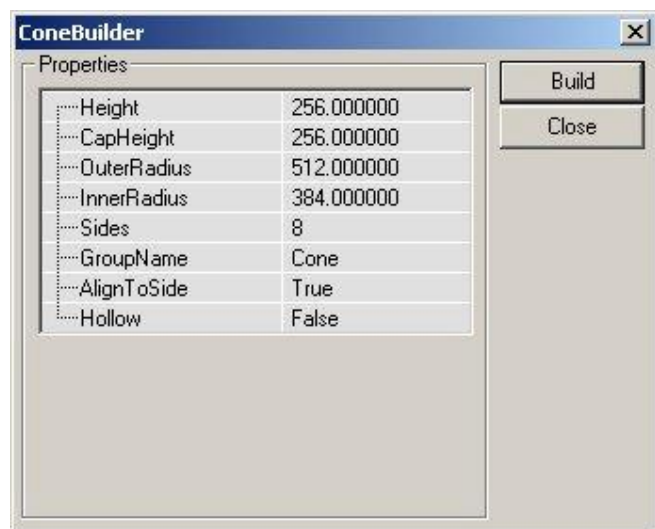 ConeBuilder
Properties
Height 256.000000
CapHeight 256.000000
OuterRadius 512.000000
InnerRadius 384.000000
Sides 8
GroupName Cone
AlignToSide True
Hollow False
Build
Close